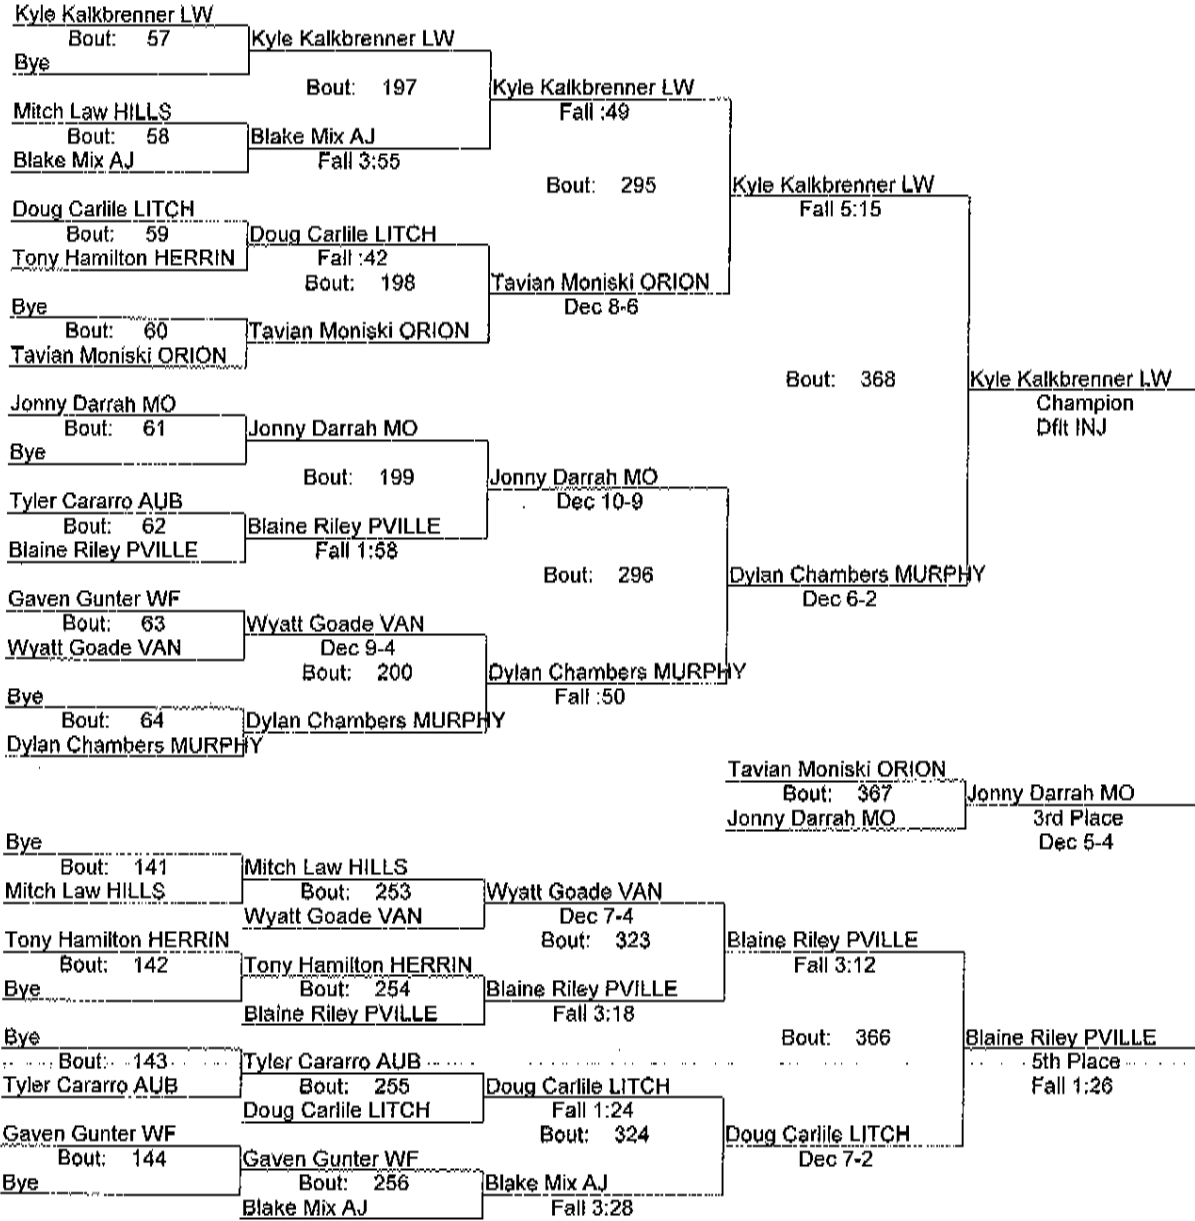 Kyle Kalkbrenner LW
Bout: 57
Kyle Kalkbrenner LW
Bye
Bout: 197
Kyle Kalkbrenner LW
Mitch Law HILLS
Fall :49
Bout: 58
Blake Mix AJ
Blake Mix AJ
Fall 3:55
Bout: 295
Kyle Kalkbrenner LW
Doug Carlile LITCH
Fall 5:15
Bout: 59
Doug Carlile LITCH
Tony Hamilton HERRIN
Fall :42
Bout: 198
Tavian Moniski ORION
Bye
Dec 8-6
Bout: 60
Tavian Moniski ORION
Tavian Moniski ORION
Bout: 368
Kyle Kalkbrenner LW
Jonny Darrah MO
Champion
Bout: 61
Jonny Darrah MO
Dflt INJ
Bye
Bout: 199
Jonny Darrah MO
Tyler Cararro AUB
Dec 10-9
Bout: 62
Blaine Riley PVILLE
Blaine Riley PVILLE
Fall 1:58
Bout: 296
Dylan Chambers MURPHY
Gaven Gunter WF
Dec 6-2
Bout: 63
Wyatt Goade VAN
Wyatt Goade VAN
Dec 9-4
Bout: 200
Dylan Chambers MURPHY
Bye
Fall :50
Bout: 64
Dylan Chambers MURPHY
Dylan Chambers MURPHY
Tavian Moniski ORION
Bout: 367
Jonny Darrah MO
Jonny Darrah MO
3rd Place
Dec 5-4
Bye
Bout: 141
Mitch Law HILLS
Mitch Law HILLS
Bout: 253
Wyatt Goade VAN
Wyatt Goade VAN
Dec 7-4
Tony Hamilton HERRIN
Bout: 323
Blaine Riley PVILLE
Bout: 142
Tony Hamilton HERRIN
Fall 3:12
Bye
Bout: 254
Blaine Riley PVILLE
Blaine Riley PVILLE
Fall 3:18
Bye
Bout: 366
Blaine Riley PVILLE
Bout: 143
Tyler Cararro AUB
5th Place
Tyler Cararro AUB
Bout: 255
Doug Carlile LITCH
Fall 1:26
Doug Carlile LITCH
Fall 1:24
Gaven Gunter WF
Bout: 324
Doug Carlile LITCH
Bout: 144
Gaven Gunter WF
Dec 7-2
Bye
Bout: 256
Blake Mix AJ
Blake Mix AJ
Fall 3:28